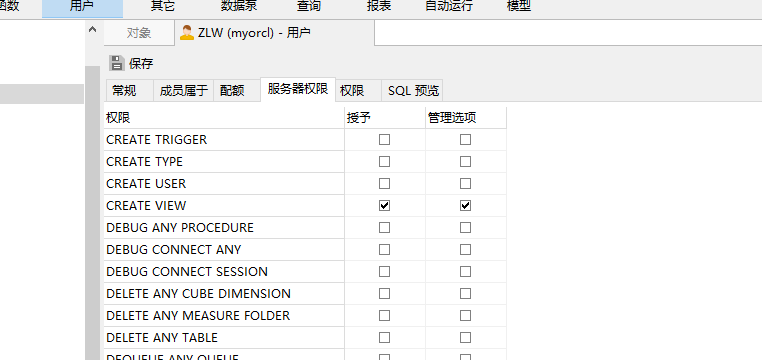 函数 用户 其它 数据泵 查询 报表 自动运行 模型
对象 ZLW (myorcl) - 用户
保存
常规 成员属于 配额 服务器权限 权限 SQL 预览
权限 授予 管理选项
CREATE TRIGGER
CREATE TYPE
CREATE USER
CREATE VIEW
DEBUG ANY PROCEDURE
DEBUG CONNECT ANY
DEBUG CONNECT SESSION
DELETE ANY CUBE DIMENSION
DELETE ANY MEASURE FOLDER
DELETE ANY TABLE
DEQUEUE ANY QUEUE